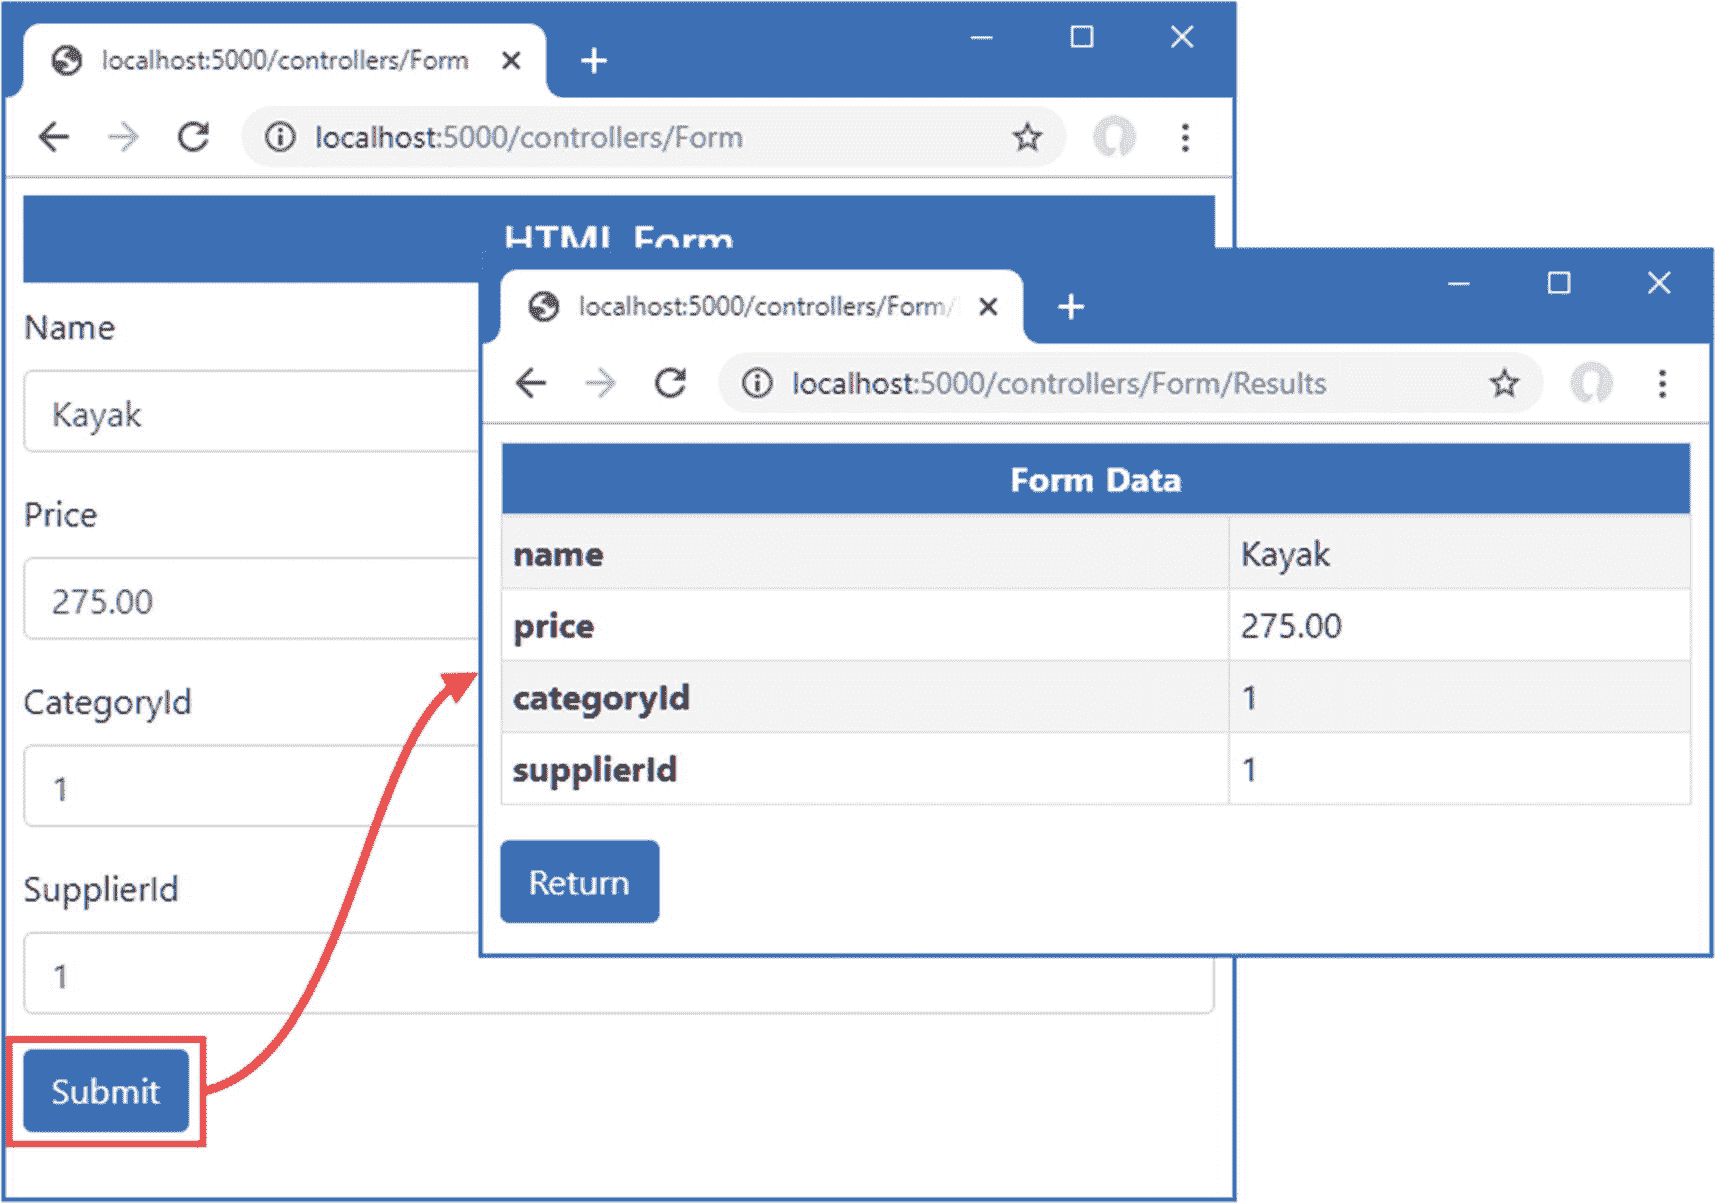 localhost:5000/controllers/Form
localhost:5000/controllers/Form
HTML Form
Name
Kayak
Price
275.00
CategoryId
1
SupplierId
1
Submit
localhost:5000/controllers/Form/
localhost:5000/controllers/Form/Results
Form Data
name Kayak
price 275.00
categoryId 1
supplierId 1
Return